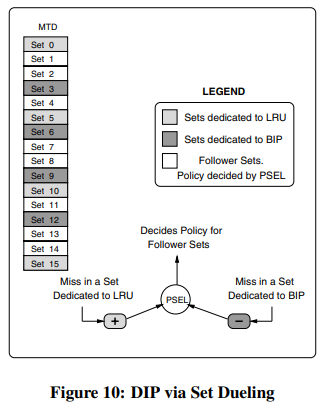 MTD
Set 0
Set 1
Set 2
Set 3
Set 4
Set 5
Set 6
Set 7
Set 8
Set 9
Set 10
Set 11
Set 12
Set 13
Set 14
Set 15
LEGEND
Sets dedicated to LRU
Sets dedicated to BIP
Follower Sets.
Policy decided by PSEL
Decides Policy for
Follower Sets
Miss in a Set
Dedicated to LRU
Miss in a Set
Dedicated to BIP
PSEL
+
−
Figure 10: DIP via Set Dueling